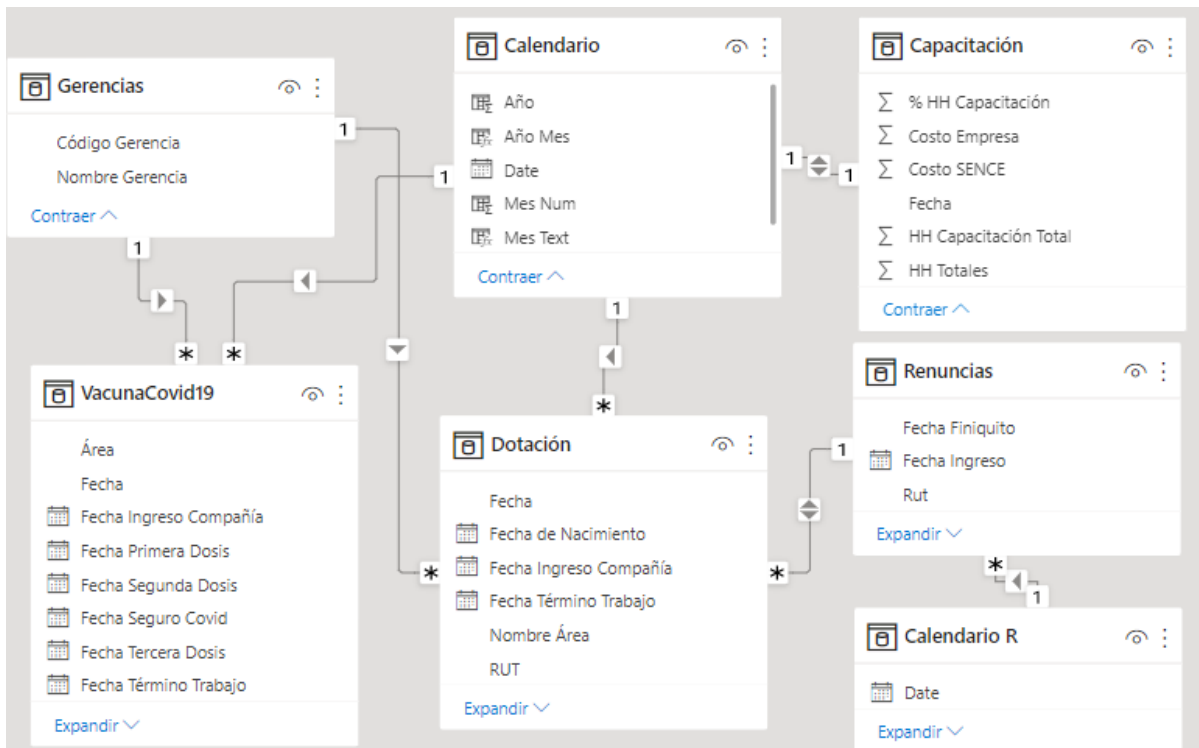 Gerencias
Código Gerencia
Nombre Gerencia
Contraer
1
1
Calendario
Año
Año Mes
Date
Mes Num
Mes Text
Contraer
1
1
1
1
Capacitación
% HH Capacitación
Costo Empresa
Costo SENCE
Fecha
HH Capacitación Total
HH Totales
Contraer
*
*
VacunaCovid19
Área
Fecha
Fecha Ingreso Compañía
Fecha Primera Dosis
Fecha Segunda Dosis
Fecha Seguro Covid
Fecha Tercera Dosis
Fecha Término Trabajo
Expandir
*
*
*
Dotación
Fecha
Fecha de Nacimiento
Fecha Ingreso Compañía
Fecha Término Trabajo
Nombre Área
RUT
Expandir
1
Renuncias
Fecha Finiquito
Fecha Ingreso
Rut
Expandir
*
1
Calendario R
Date
Expandir